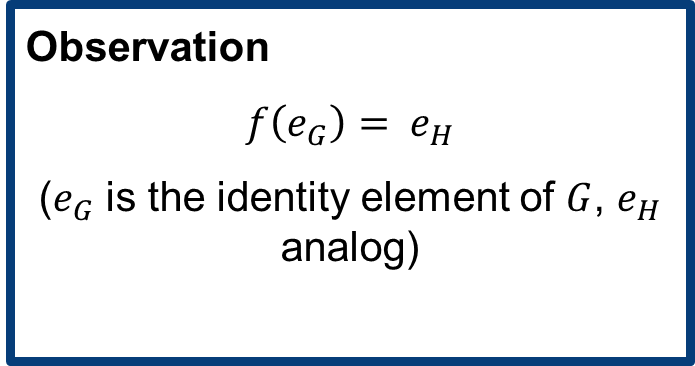 Observation
f(e_G) = e_H
(e_G is the identity element of G, e_H
analog)